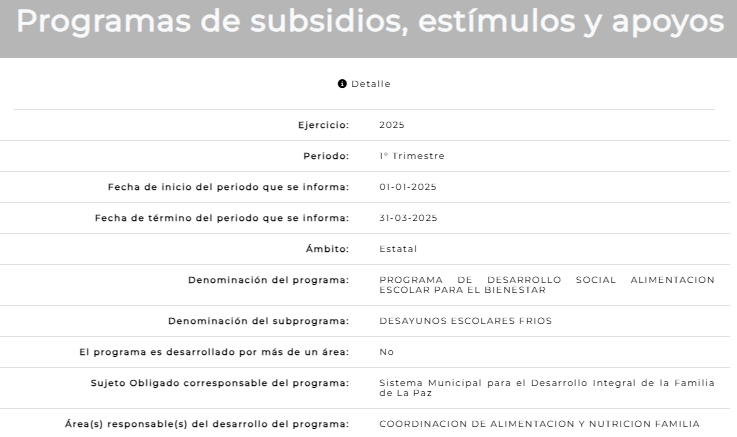 Programas de subsidios, estímulos y apoyos
Detalle
Ejercicio: 2025
Periodo: 1° Trimestre
Fecha de inicio del periodo que se informa: 01-01-2025
Fecha de término del periodo que se informa: 31-03-2025
Ámbito: Estatal
Denominación del programa: PROGRAMA DE DESARROLLO SOCIAL ALIMENTACION
ESCOLAR PARA EL BIENESTAR
Denominación del subprograma: DESAYUNOS ESCOLARES FRIOS
El programa es desarrollado por más de un área: No
Sujeto Obligado corresponsable del programa: Sistema Municipal para el Desarrollo Integral de la Familia
de La Paz
Área(s) responsable(s) del desarrollo del programa: COORDINACION DE ALIMENTACION Y NUTRICION FAMILIA